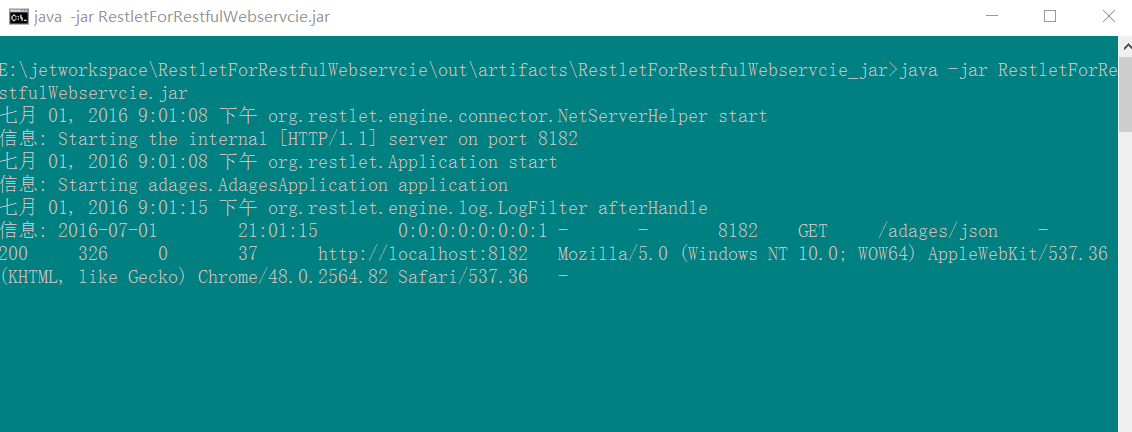 java  -jar RestletForRestfulWebservcie.jar
E:\jetworkspace\RestletForRestfulWebservcie\out\artifacts\RestletForRestfulWebservcie_jar>java -jar RestletForRe
stfulWebservcie.jar
七月 01, 2016 9:01:08 下午 org.restlet.engine.connector.NetServerHelper start
信息: Starting the internal [HTTP/1.1] server on port 8182
七月 01, 2016 9:01:08 下午 org.restlet.Application start
信息: Starting adages.AdagesApplication application
七月 01, 2016 9:01:15 下午 org.restlet.engine.log.LogFilter afterHandle
信息: 2016-07-01        21:01:15        0:0:0:0:0:0:0:1 -       -       8182    GET     /adages/json    -
200     326     0       37      http://localhost:8182   Mozilla/5.0 (Windows NT 10.0; WOW64) AppleWebKit/537.36
(KHTML, like Gecko) Chrome/48.0.2564.82 Safari/537.36   -